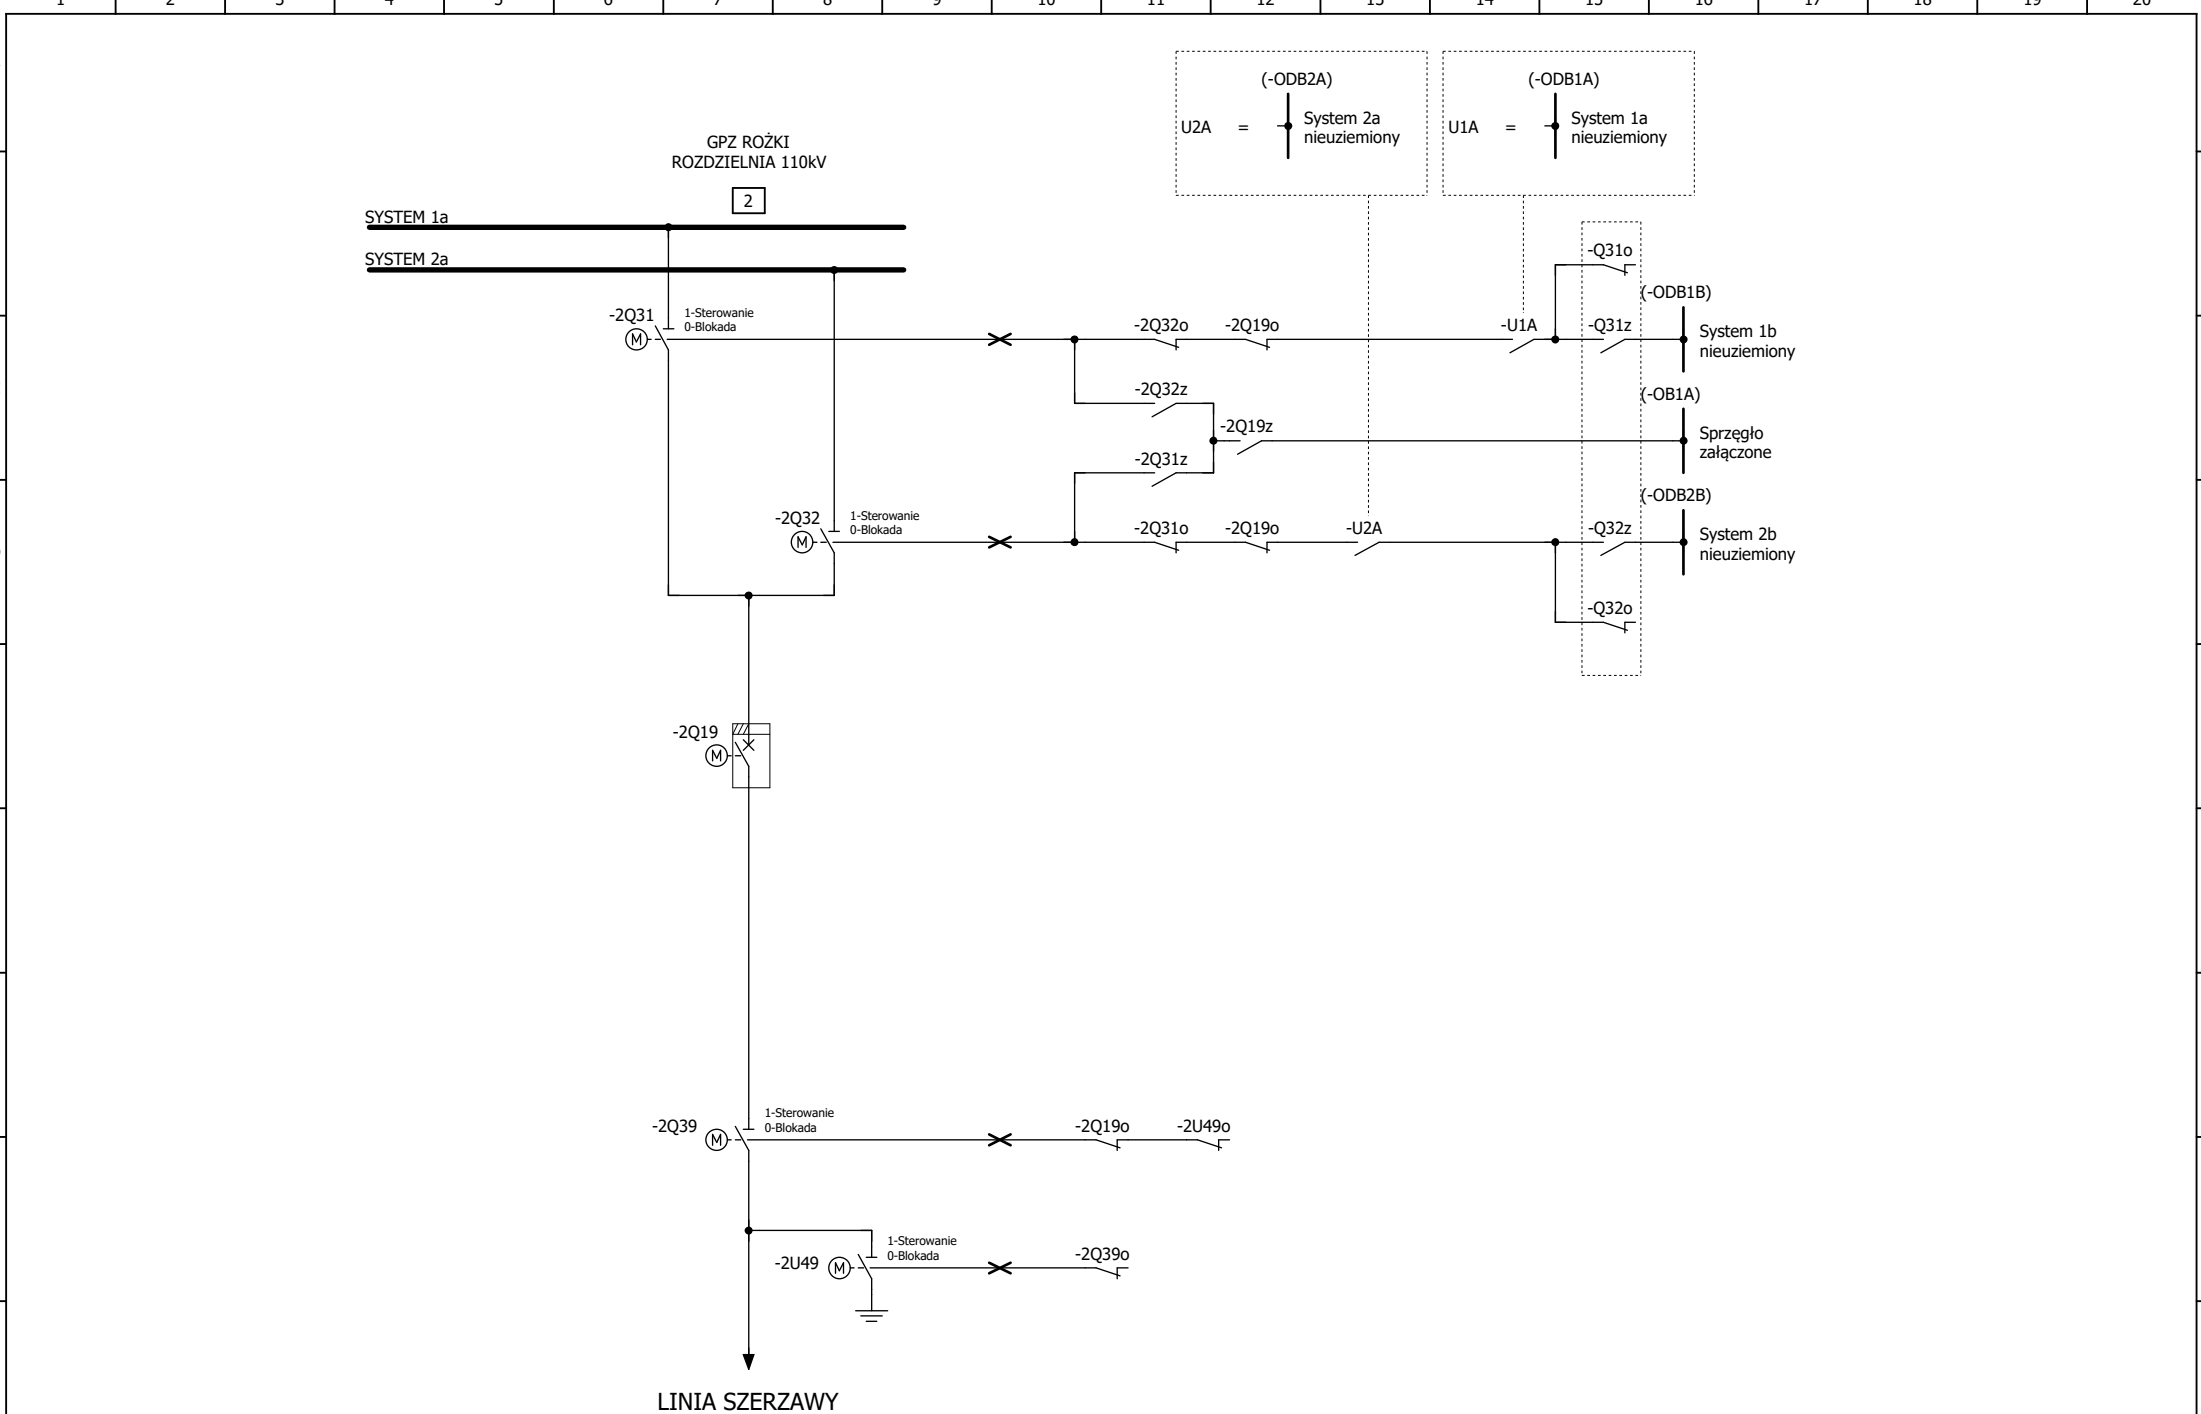 1 2 3 4 5 6 7 8 9 10 11 12 13 14 15 16 17 18 19 20
(-ODB2A)
U2A = System 2a
nieuziemiony
(-ODB1A)
U1A = System 1a
nieuziemiony
GPZ ROŻKI
ROZDZIELNIA 110kV
2
SYSTEM 1a
SYSTEM 2a
-2Q31
M
1-Sterowanie
0-Blokada
-2Q32o
-2Q19o
-U1A
-Q31o
-Q31z
(-ODB1B)
System 1b
nieuziemiony
-2Q32z
-2Q19z
-2Q31z
(-OB1A)
Sprzęgło
załączone
-2Q32
M
1-Sterowanie
0-Blokada
-2Q31o
-2Q19o
-U2A
-Q32z
(-ODB2B)
System 2b
nieuziemiony
-Q32o
-2Q19
M
-2Q39
M
1-Sterowanie
0-Blokada
-2Q19o
-2U49o
-2U49
M
1-Sterowanie
0-Blokada
-2Q39o
LINIA SZERZAWY